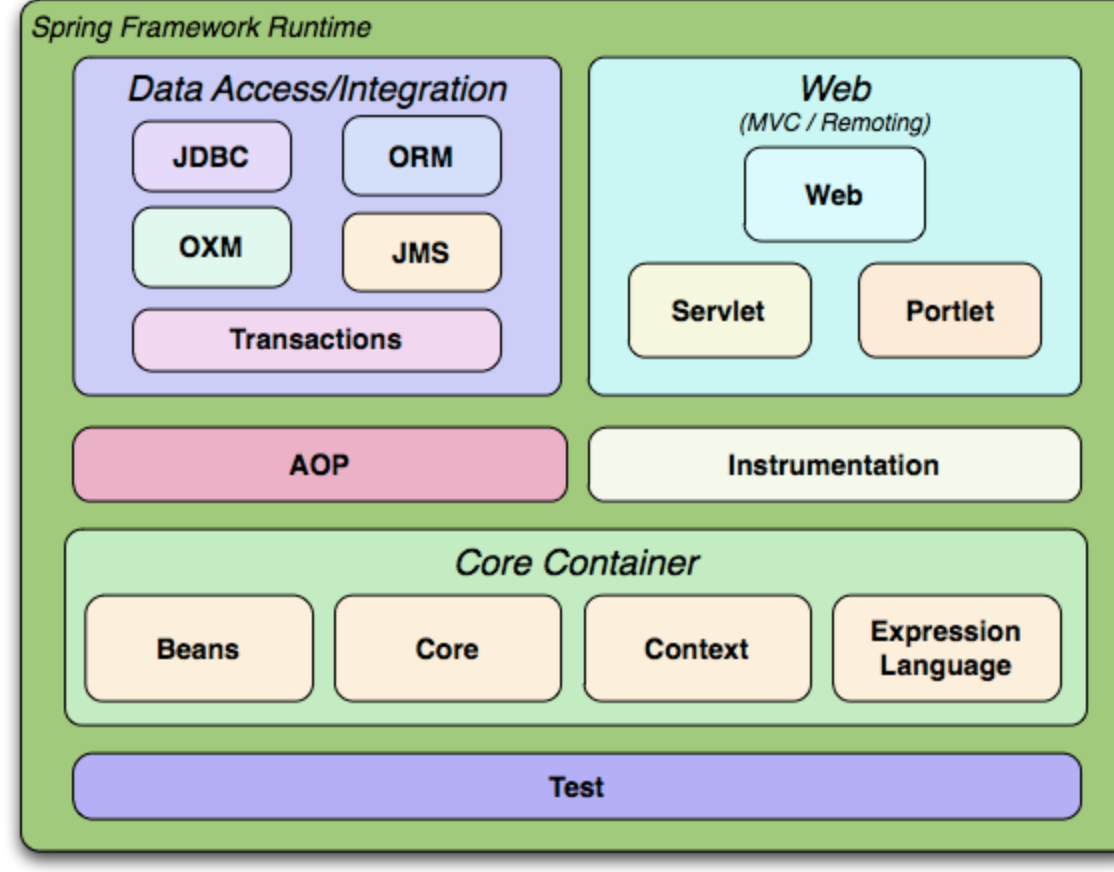 Spring Framework Runtime
Data Access/Integration
JDBC
ORM
OXM
JMS
Transactions
Web
(MVC / Remoting)
Web
Servlet
Portlet
AOP
Instrumentation
Core Container
Beans
Core
Context
Expression
Language
Test